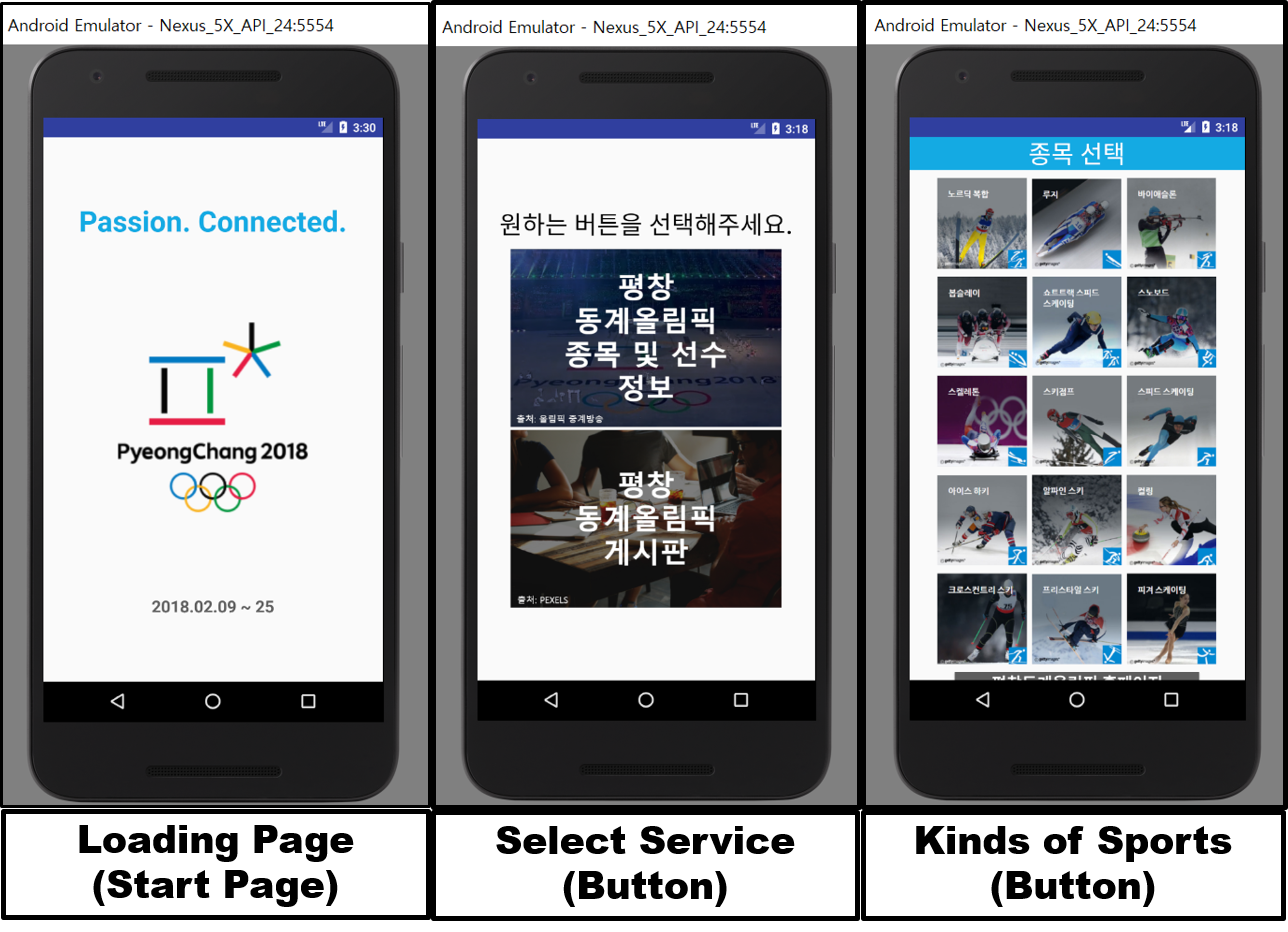 Android Emulator - Nexus_5X_API_24:5554
LTE 3:30
Passion. Connected.
PyeongChang 2018
2018.02.09 ~ 25
Loading Page
(Start Page)
Android Emulator - Nexus_5X_API_24:5554
LTE 3:18
원하는 버튼을 선택해주세요.
평창
동계올림픽
종목 및 선수
정보
PyeongChang2018
출처: 올림픽 중계방송
평창
동계올림픽
게시판
출처: PEXELS
Select Service
(Button)
Android Emulator - Nexus_5X_API_24:5554
LTE 3:18
종목 선택
노르딕 복합
루지
바이애슬론
봅슬레이
쇼트트랙 스피드
스케이팅
스노보드
스켈레톤
스키점프
스피드 스케이팅
아이스 하키
알파인 스키
컬링
크로스컨트리 스키
프리스타일 스키
피겨 스케이팅
Kinds of Sports
(Button)